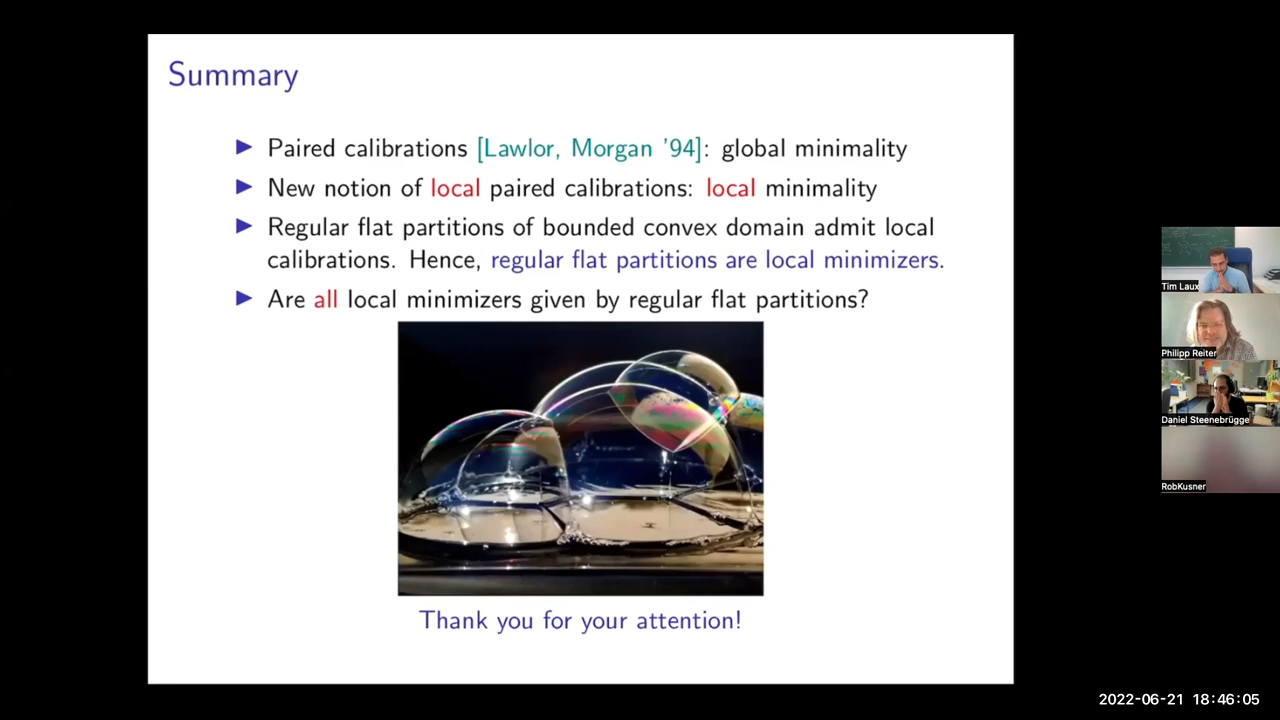 Summary
▶ Paired calibrations [Lawlor, Morgan '94]: global minimality
▶ New notion of local paired calibrations: local minimality
▶ Regular flat partitions of bounded convex domain admit local
calibrations. Hence, regular flat partitions are local minimizers.
▶ Are all local minimizers given by regular flat partitions?
Thank you for your attention!
Tim Laux
Philipp Reiter
Daniel Steenebrügge
RobKusner
2022-06-21 18:46:05